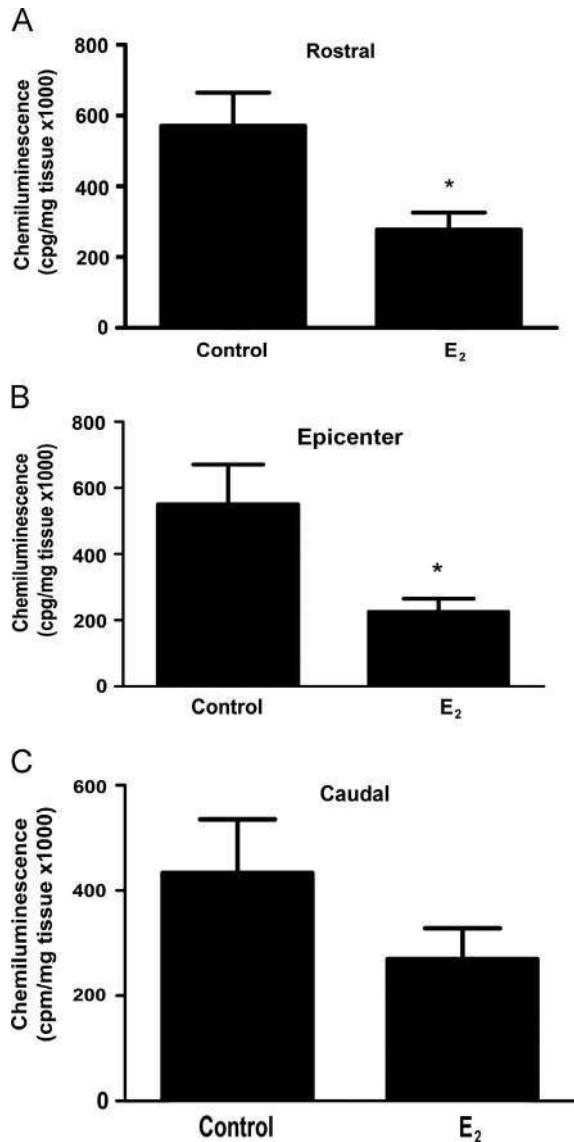 A
Rostral
Chemiluminescence
(cpg/mg tissue x1000)
800
600
400
200
0
*
Control
E₂
B
Epicenter
Chemiluminescence
(cpg/mg tissue x1000)
800
600
400
200
0
*
Control
E₂
C
Caudal
Chemiluminescence
(cpm/mg tissue x1000)
600
400
200
0
Control
E₂